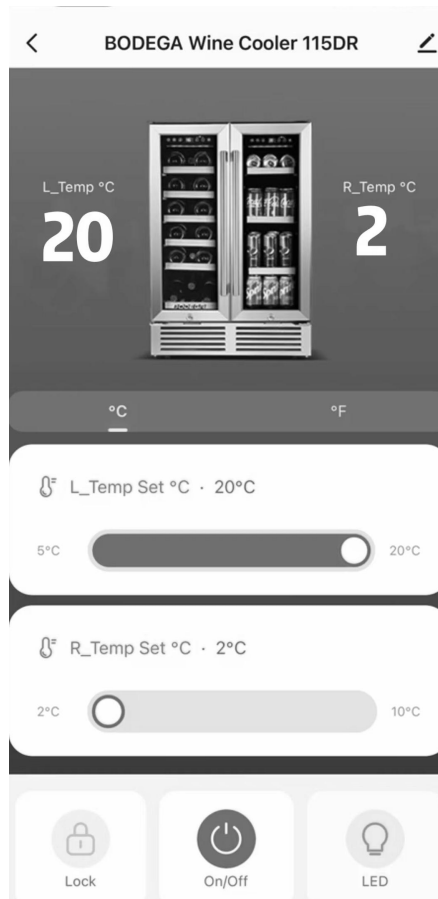 BODEGA Wine Cooler 115DR
L_Temp °C
R_Temp °C
20
2
°C
°F
L_Temp Set °C · 20°C
5°C
20°C
R_Temp Set °C · 2°C
2°C
10°C
Lock
On/Off
LED